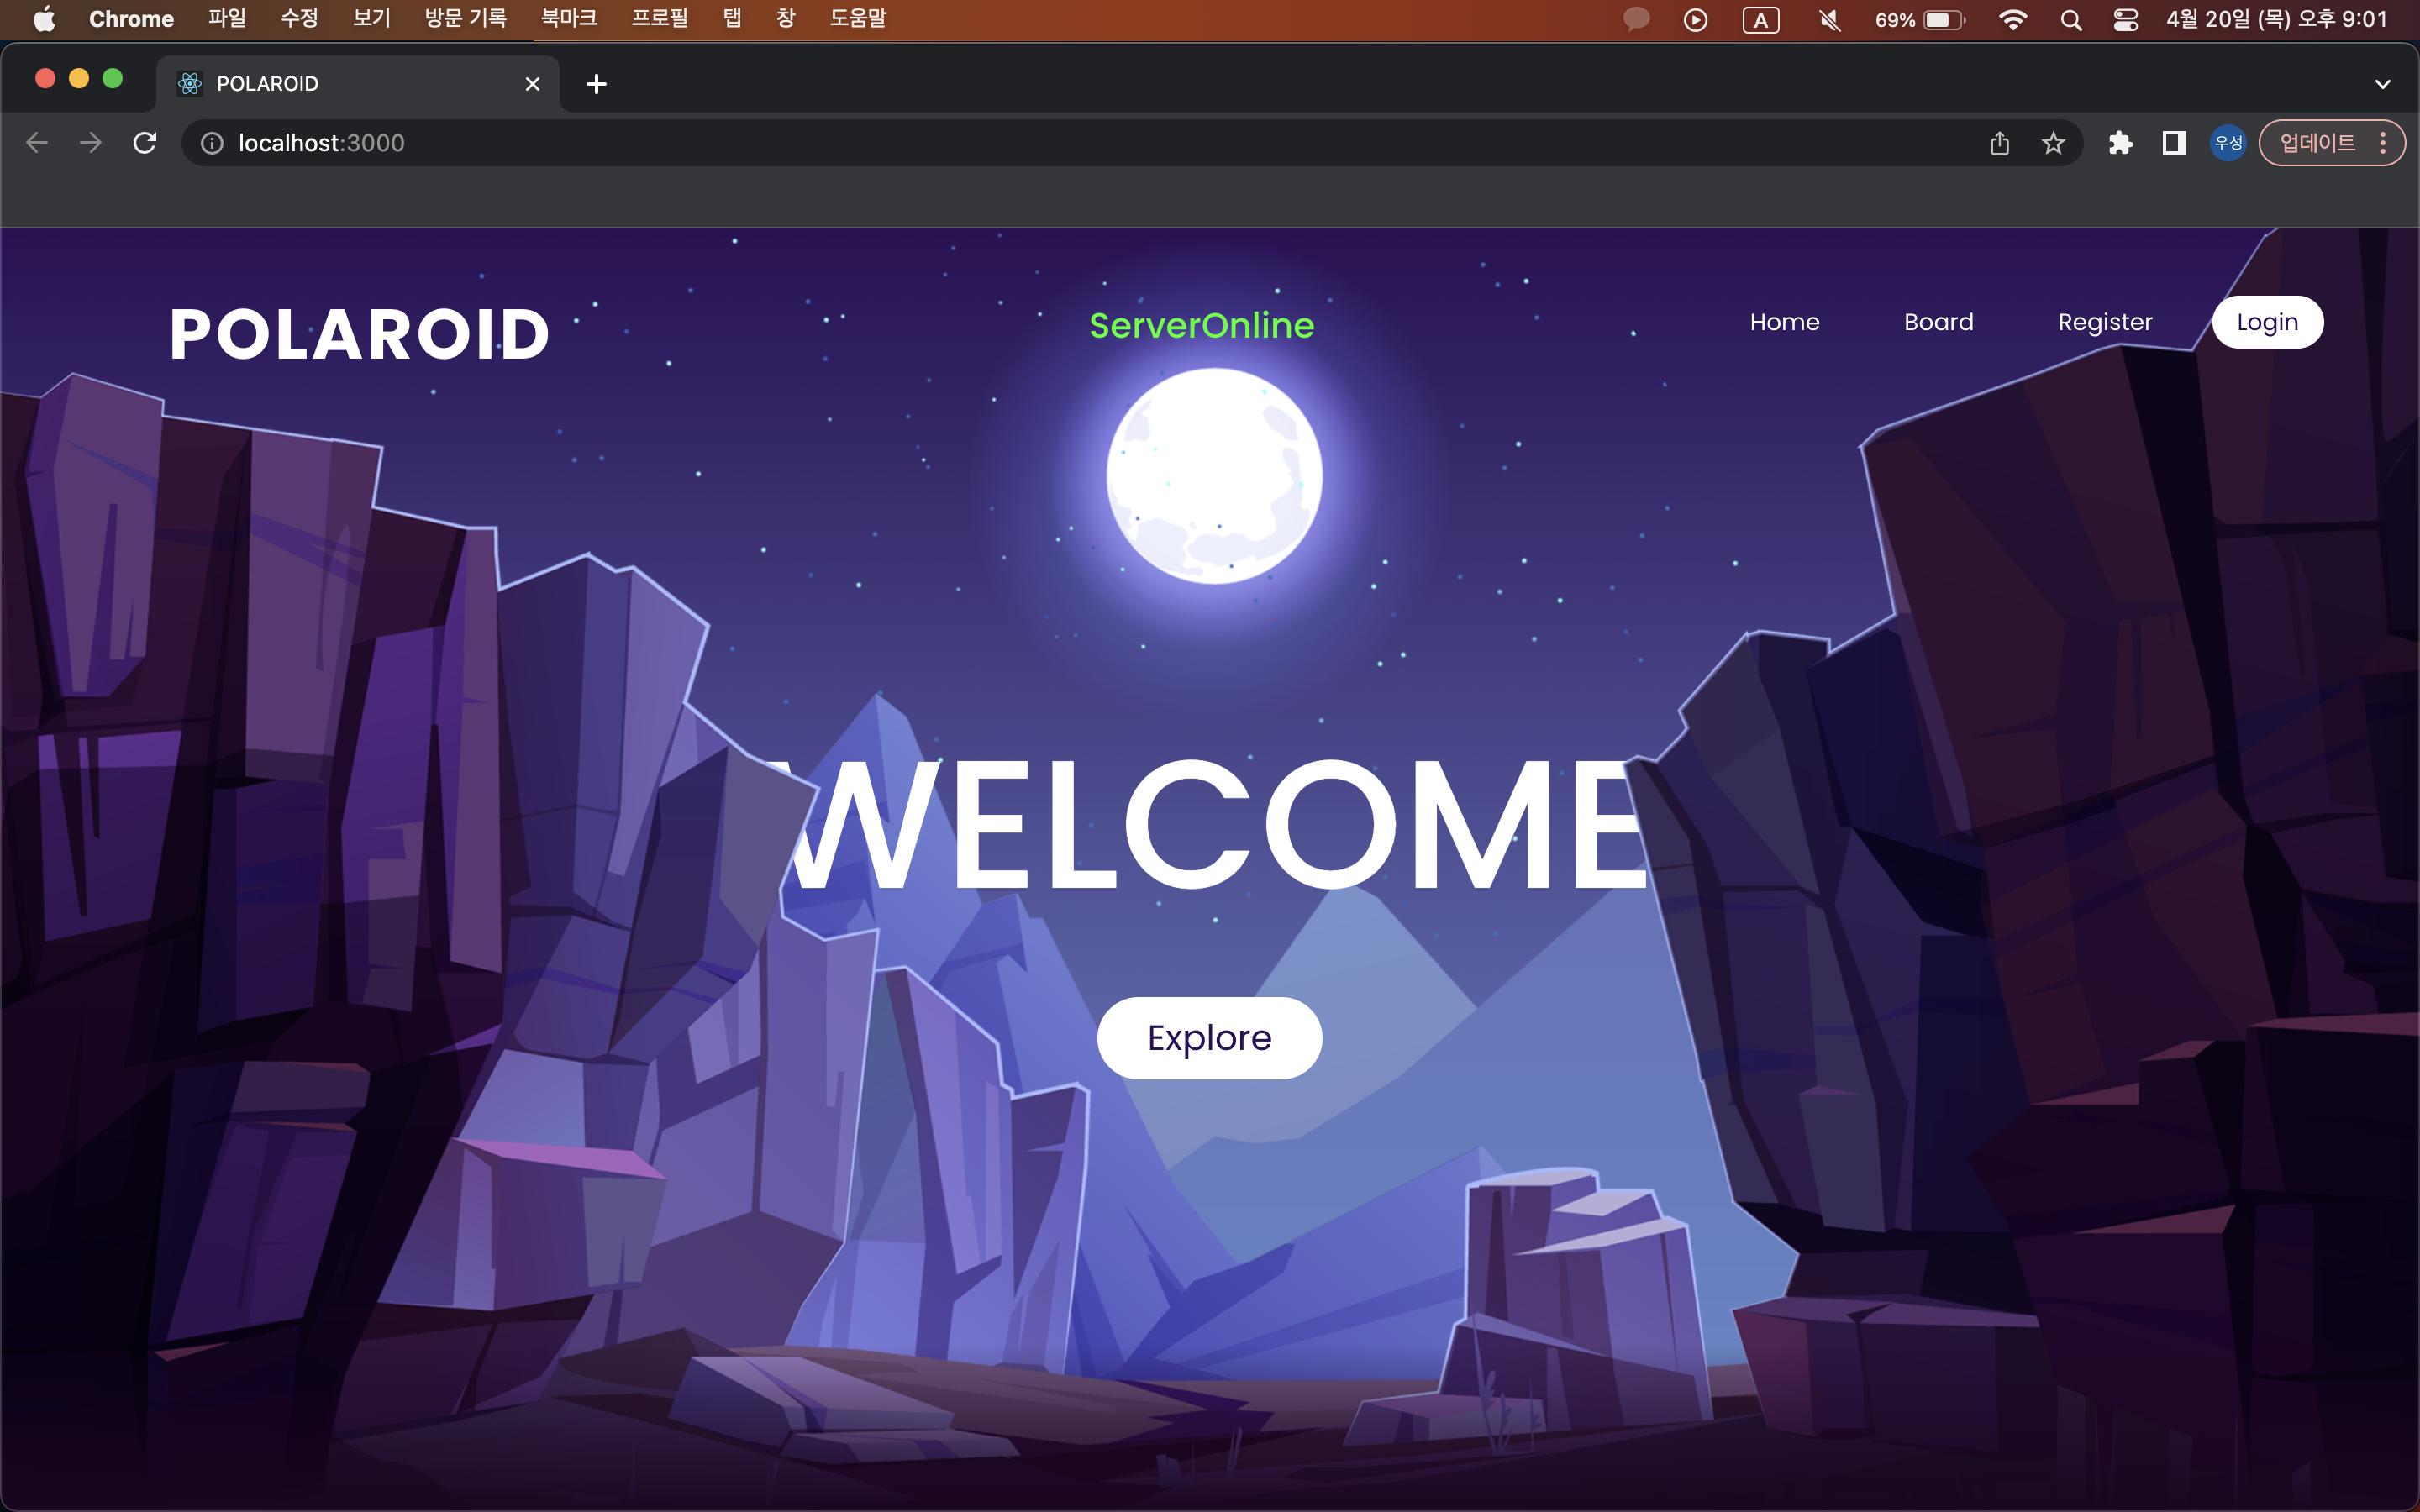 Chrome 파일 수정 보기 방문 기록 북마크 프로필 탭 창 도움말 A 69% 4월 20일 (목) 오후 9:01
POLAROID
localhost:3000 우성 업데이트
POLAROID ServerOnline Home Board Register Login
WELCOME
Explore